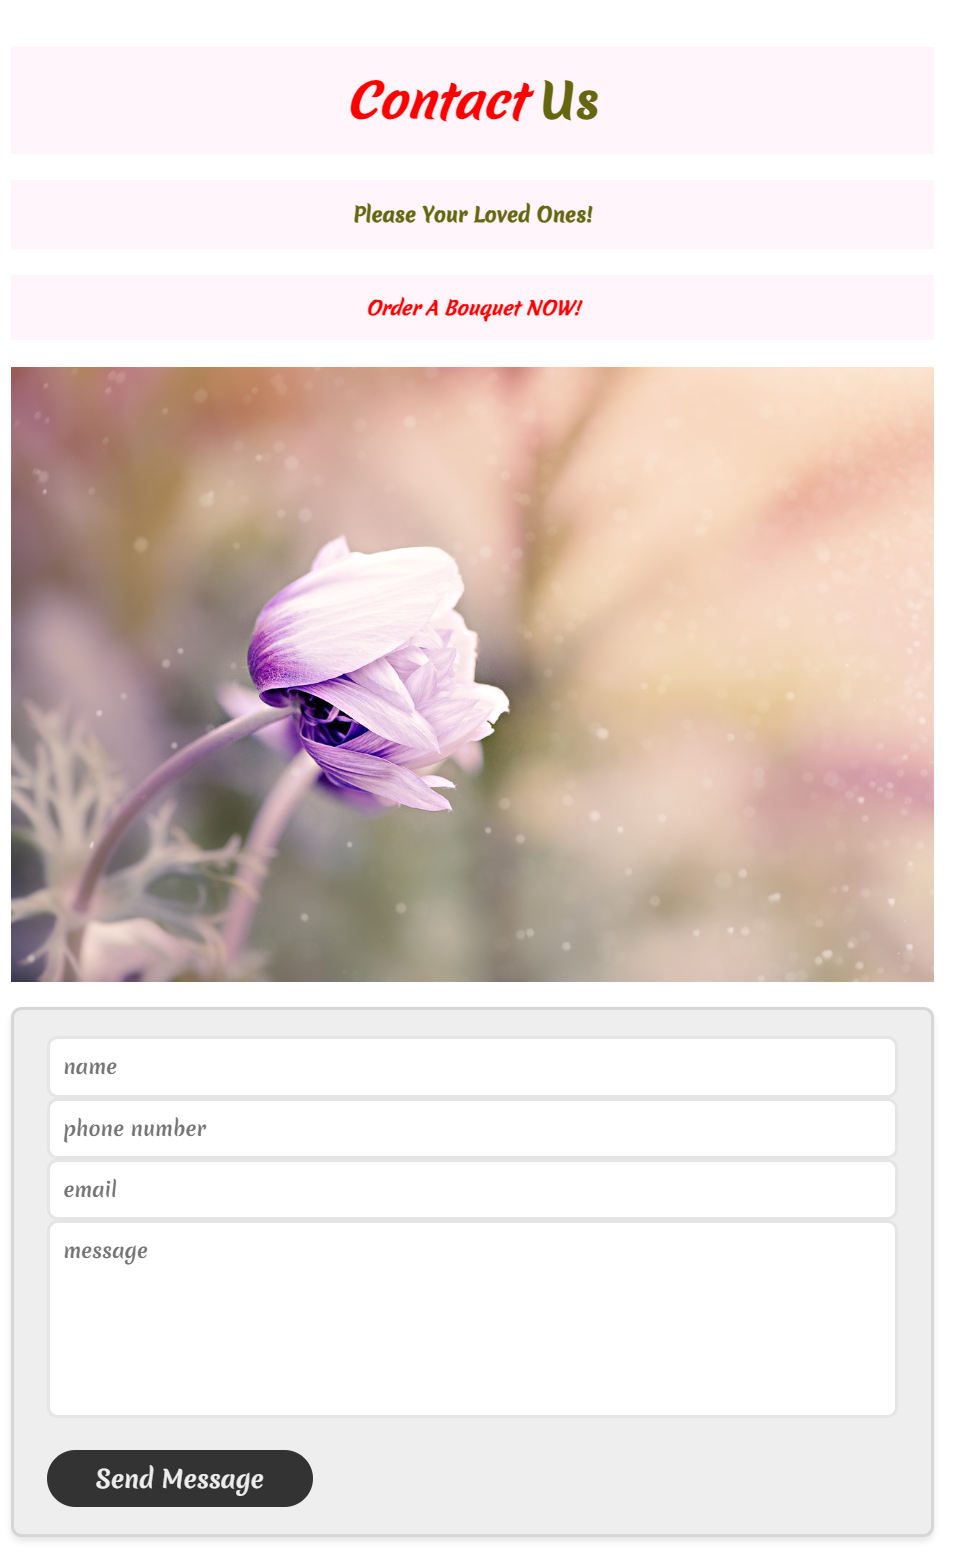 Contact Us
Please Your Loved Ones!
Order A Bouquet NOW!
name
phone number
email
message
Send Message